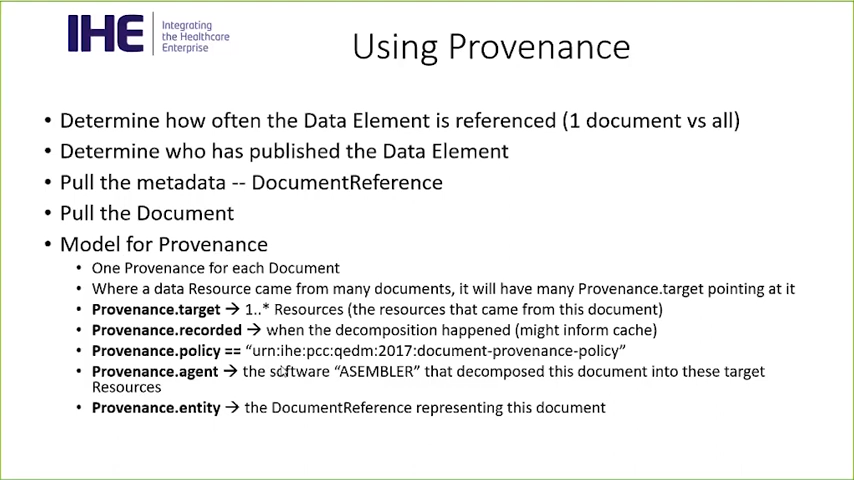 IHE
Integrating
the Healthcare
Enterprise
Using Provenance
• Determine how often the Data Element is referenced (1 document vs all)
• Determine who has published the Data Element
• Pull the metadata -- DocumentReference
• Pull the Document
• Model for Provenance
• One Provenance for each Document
• Where a data Resource came from many documents, it will have many Provenance.target pointing at it
• Provenance.target → 1..* Resources (the resources that came from this document)
• Provenance.recorded → when the decomposition happened (might inform cache)
• Provenance.policy == “urn:ihe:pcc:qedm:2017:document-provenance-policy”
• Provenance.agent → the software “ASEMBLER” that decomposed this document into these target
Resources
• Provenance.entity → the DocumentReference representing this document